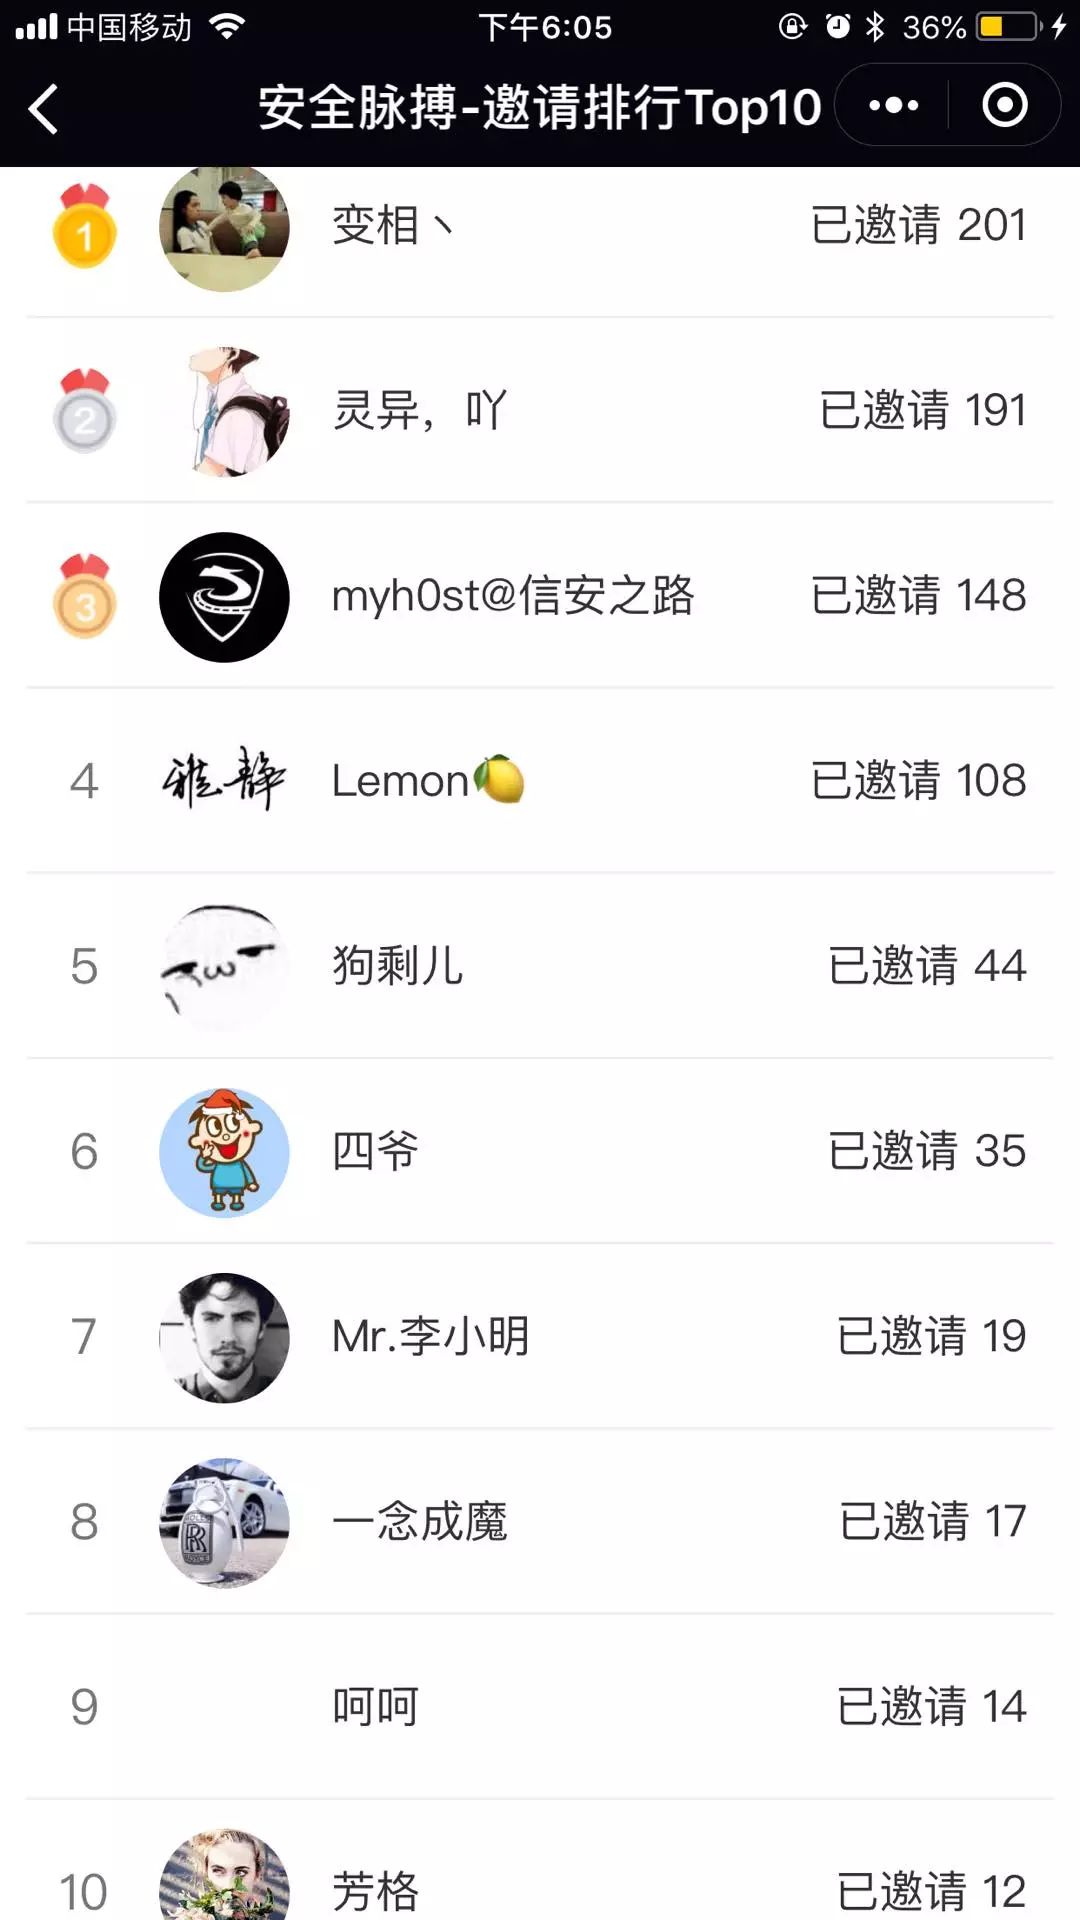 中国移动 下午6:05 36%
安全脉搏-邀请排行Top10
1 变相丶 已邀请 201
2 灵异，吖 已邀请 191
3 myh0st@信安之路 已邀请 148
4 雅静 Lemon🍋 已邀请 108
5 狗剩儿 已邀请 44
6 四爷 已邀请 35
7 Mr.李小明 已邀请 19
8 一念成魔 已邀请 17
9 呵呵 已邀请 14
10 芳格 已邀请 12